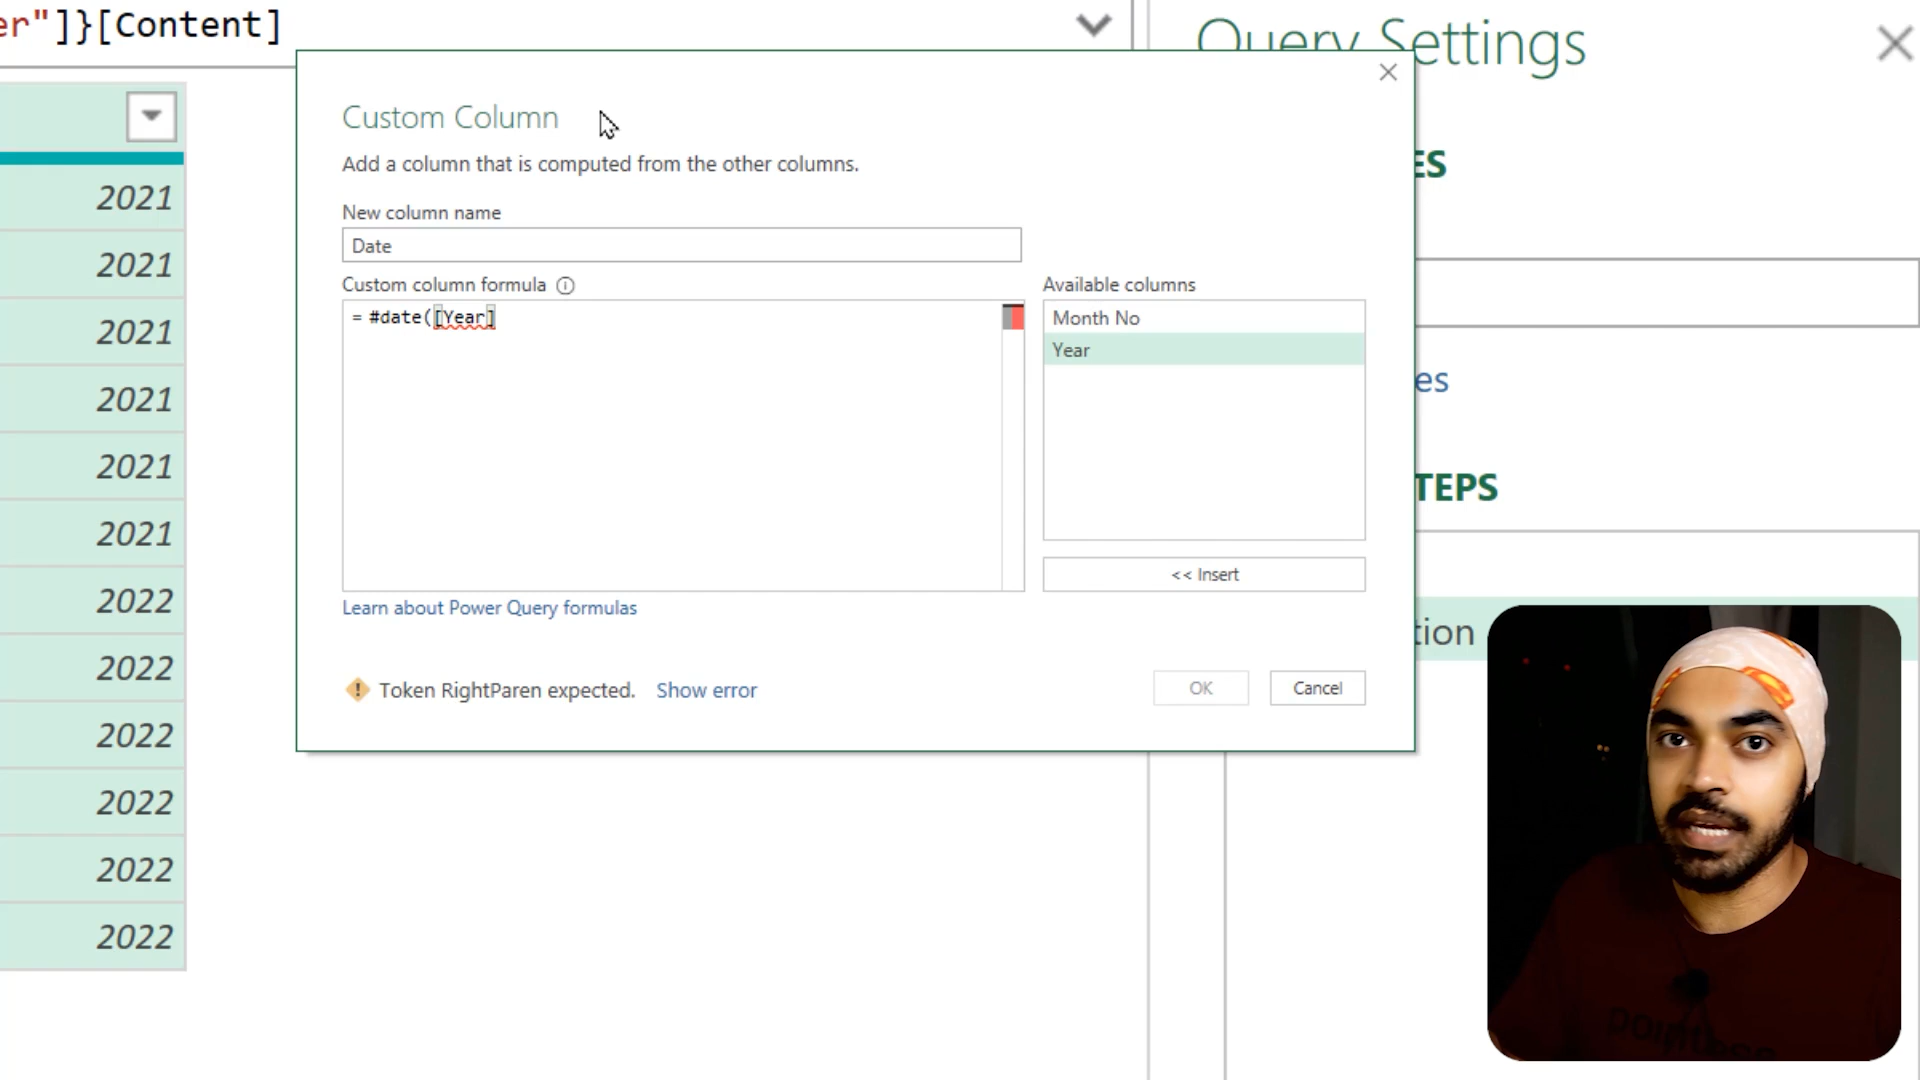 er"]}[Content]
Query Settings
Custom Column
Add a column that is computed from the other columns.
ES
New column name
Date
Custom column formula
Available columns
= #date([Year]
Month No
Year
es
TEPS
<< Insert
Learn about Power Query formulas
tion
Token RightParen expected. Show error
OK
Cancel
2021
2021
2021
2021
2021
2021
2022
2022
2022
2022
2022
2022
pointless